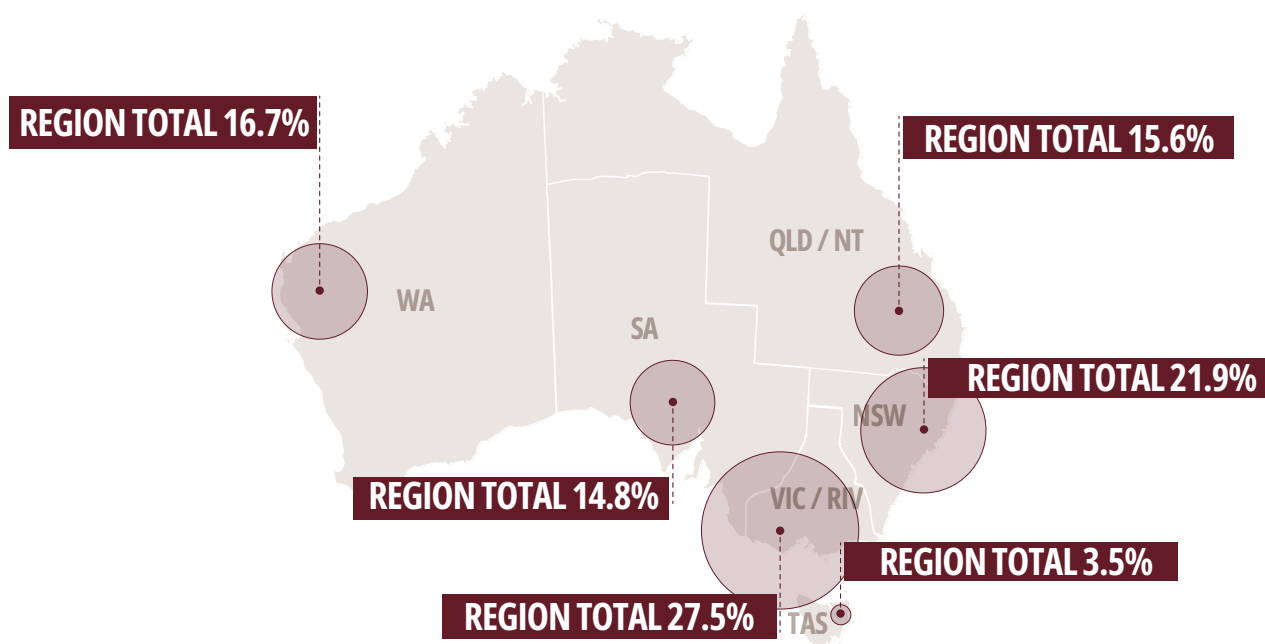 REGION TOTAL 16.7%
REGION TOTAL 15.6%
QLD / NT
WA
SA
REGION TOTAL 21.9%
NSW
REGION TOTAL 14.8%
VIC / RIV
REGION TOTAL 3.5%
REGION TOTAL 27.5%
TAS